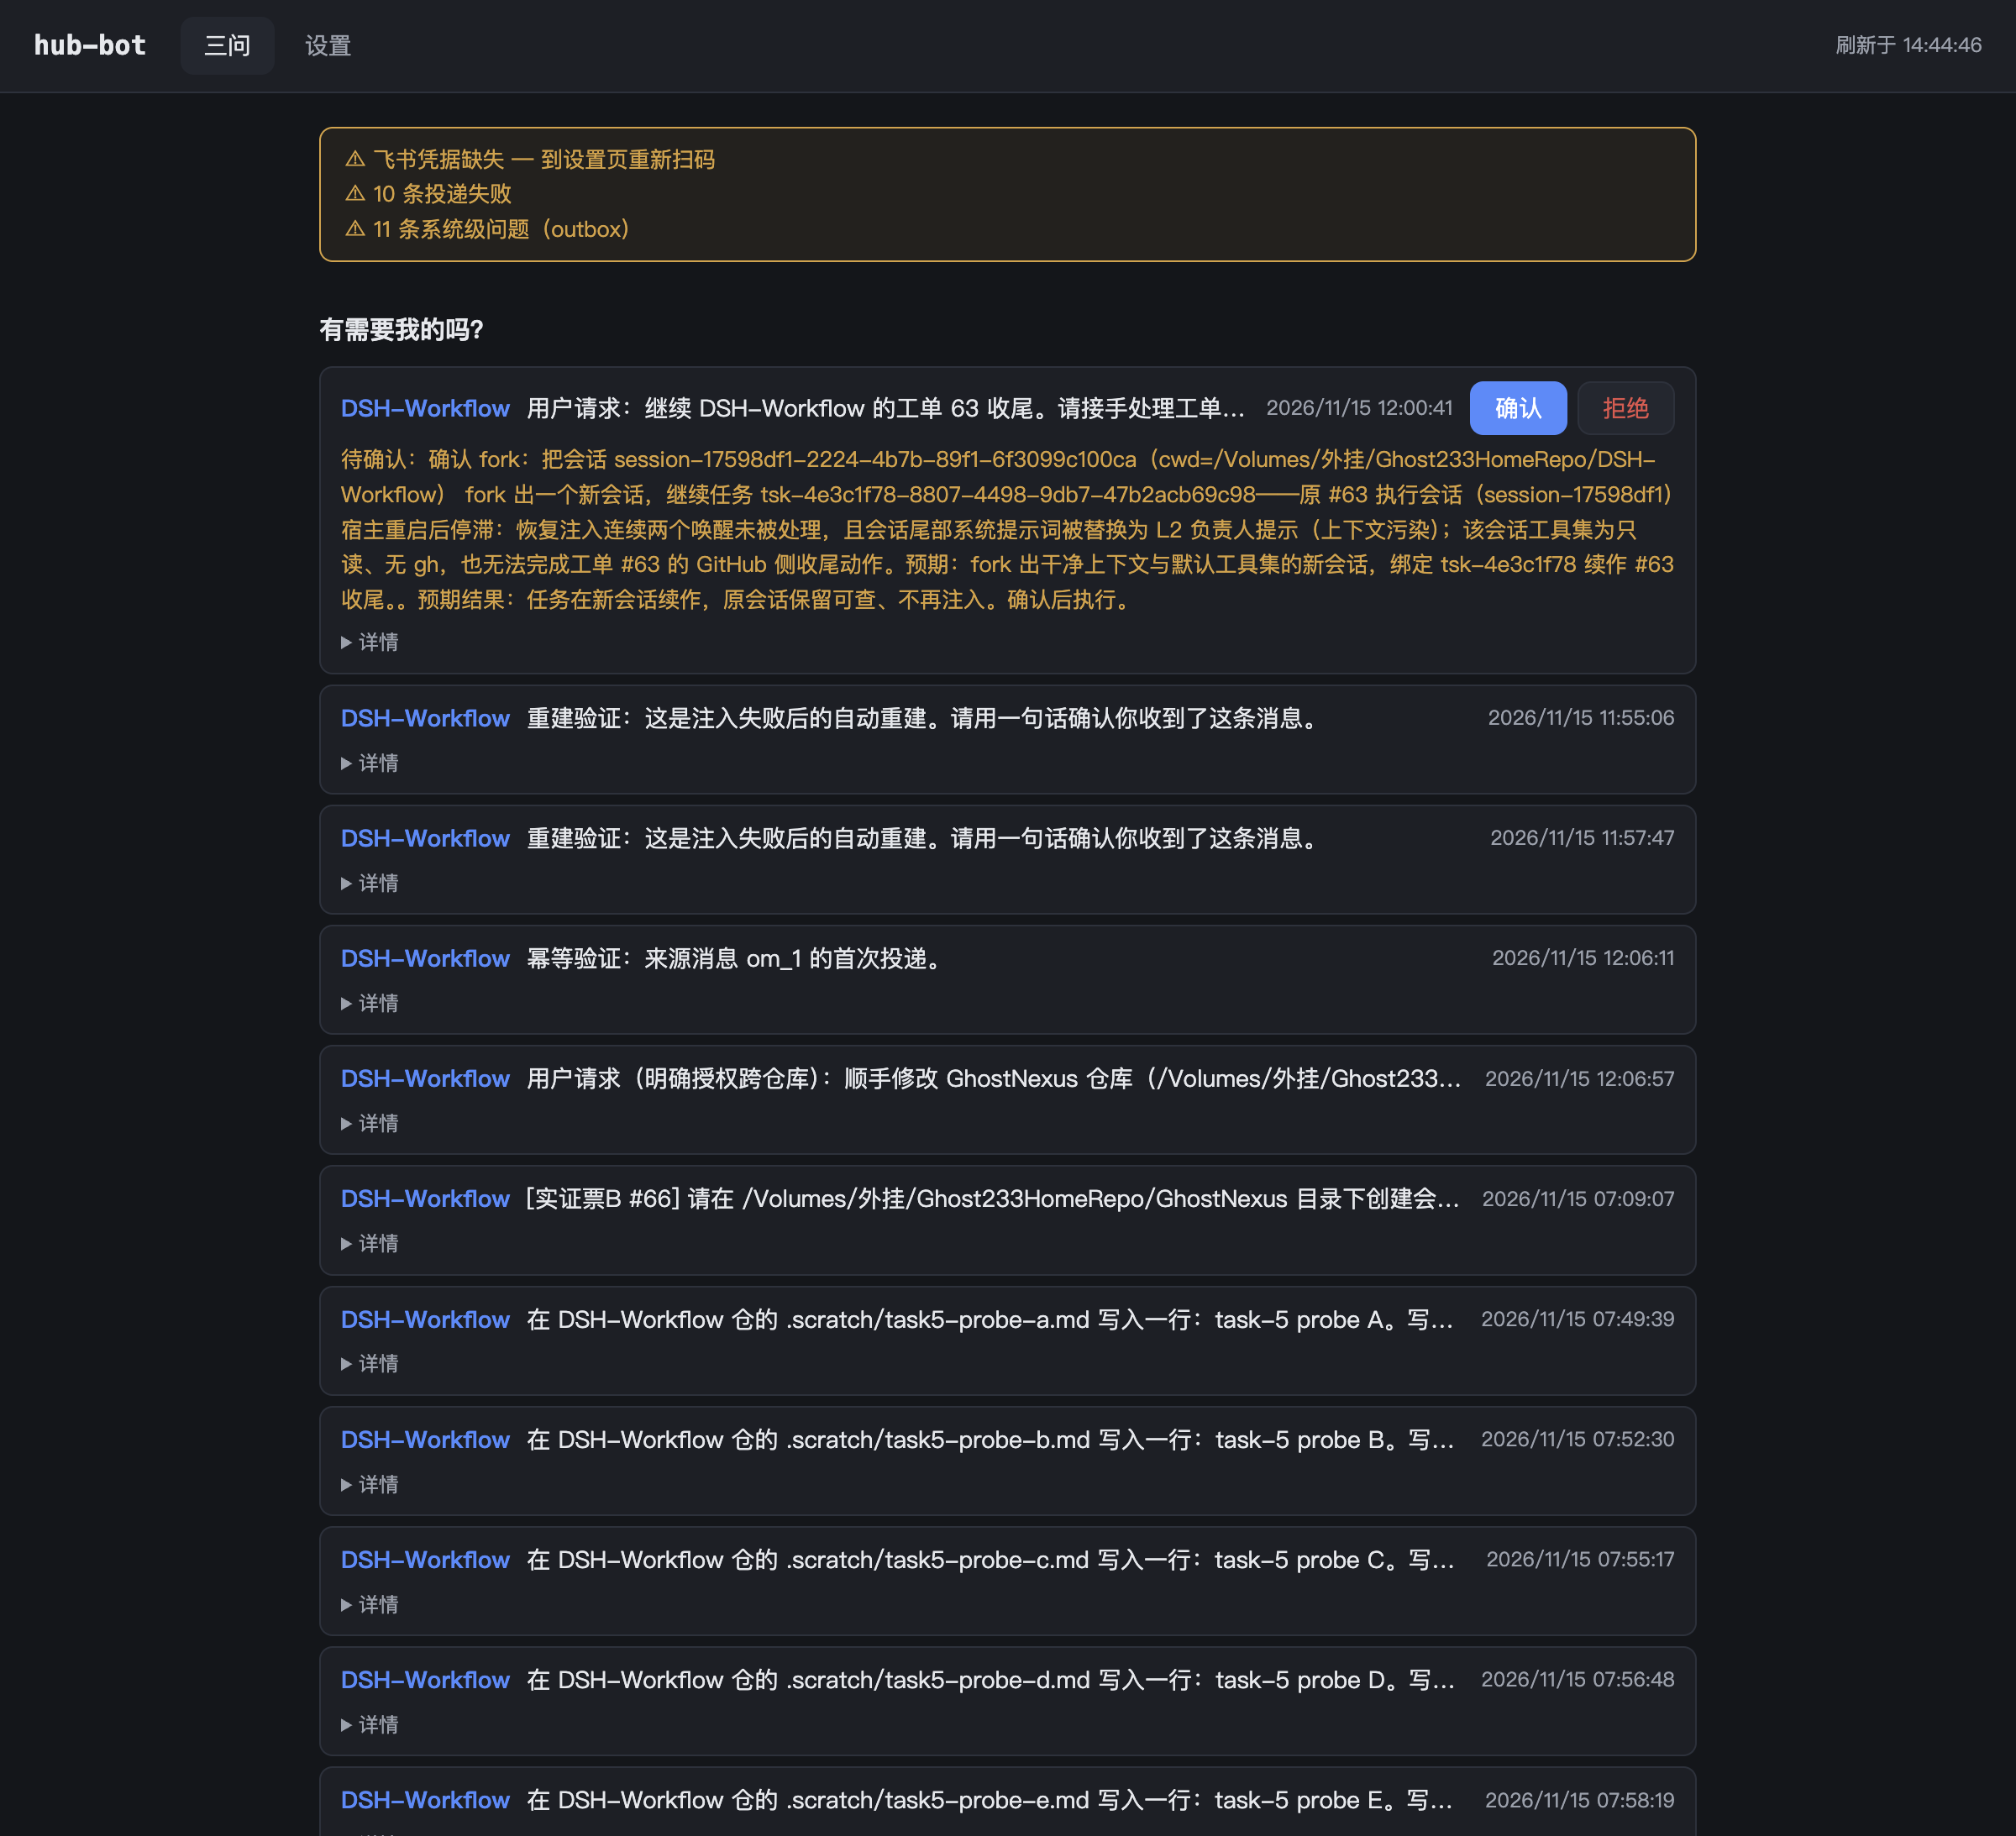 hub-bot 三问 设置 刷新于 14:44:46
⚠ 飞书凭据缺失 — 到设置页重新扫码
⚠ 10 条投递失败
⚠ 11 条系统级问题（outbox）
有需要我的吗?
DSH-Workflow 用户请求：继续 DSH-Workflow 的工单 63 收尾。请接手处理工单... 2026/11/15 12:00:41 确认 拒绝
待确认：确认 fork：把会话 session-17598df1-2224-4b7b-89f1-6f3099c100ca（cwd=/Volumes/外挂/Ghost233HomeRepo/DSH-
Workflow） fork 出一个新会话，继续任务 tsk-4e3c1f78-8807-4498-9db7-47b2acb69c98——原 #63 执行会话（session-17598df1）
宿主重启后停滞：恢复注入连续两个唤醒未被处理，且会话尾部系统提示词被替换为 L2 负责人提示（上下文污染）；该会话工具集为只
读、无 gh，也无法完成工单 #63 的 GitHub 侧收尾动作。预期：fork 出干净上下文与默认工具集的新会话，绑定 tsk-4e3c1f78 续作 #63
收尾。。预期结果：任务在新会话续作，原会话保留可查、不再注入。确认后执行。
▶ 详情
DSH-Workflow 重建验证：这是注入失败后的自动重建。请用一句话确认你收到了这条消息。 2026/11/15 11:55:06
▶ 详情
DSH-Workflow 重建验证：这是注入失败后的自动重建。请用一句话确认你收到了这条消息。 2026/11/15 11:57:47
▶ 详情
DSH-Workflow 幂等验证：来源消息 om_1 的首次投递。 2026/11/15 12:06:11
▶ 详情
DSH-Workflow 用户请求（明确授权跨仓库）：顺手修改 GhostNexus 仓库（/Volumes/外挂/Ghost233... 2026/11/15 12:06:57
▶ 详情
DSH-Workflow [实证票B #66] 请在 /Volumes/外挂/Ghost233HomeRepo/GhostNexus 目录下创建会... 2026/11/15 07:09:07
▶ 详情
DSH-Workflow 在 DSH-Workflow 仓的 .scratch/task5-probe-a.md 写入一行：task-5 probe A。写... 2026/11/15 07:49:39
▶ 详情
DSH-Workflow 在 DSH-Workflow 仓的 .scratch/task5-probe-b.md 写入一行：task-5 probe B。写... 2026/11/15 07:52:30
▶ 详情
DSH-Workflow 在 DSH-Workflow 仓的 .scratch/task5-probe-c.md 写入一行：task-5 probe C。写... 2026/11/15 07:55:17
▶ 详情
DSH-Workflow 在 DSH-Workflow 仓的 .scratch/task5-probe-d.md 写入一行：task-5 probe D。写... 2026/11/15 07:56:48
▶ 详情
DSH-Workflow 在 DSH-Workflow 仓的 .scratch/task5-probe-e.md 写入一行：task-5 probe E。写... 2026/11/15 07:58:19